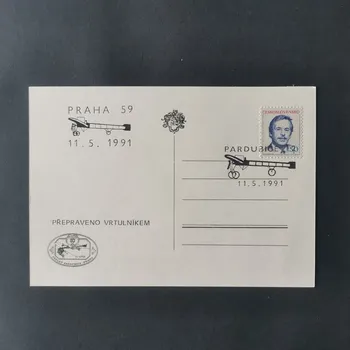 PRAHA 59
11. 5. 1991
PARDUBICE
11. 5. 1991
PŘEPRAVENO VRTULNÍKEM